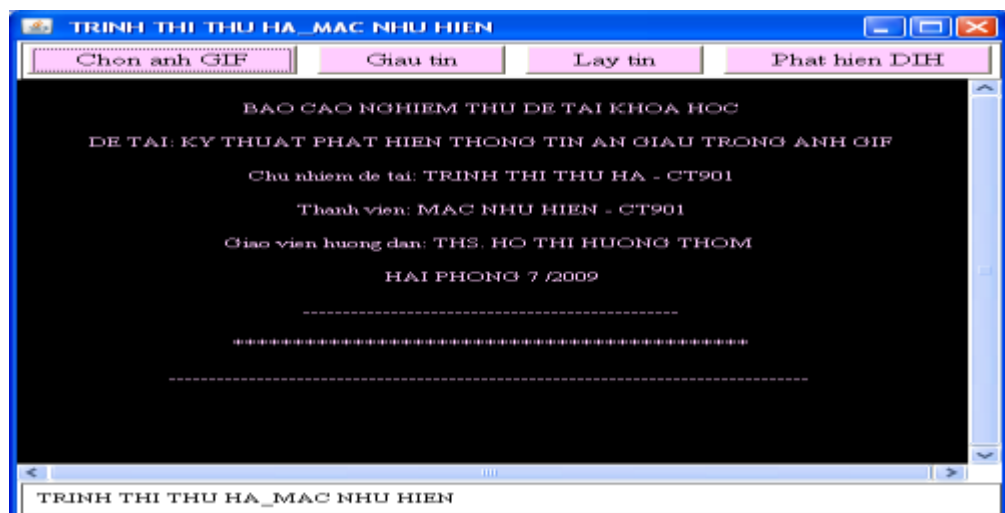 TRINH THI THU HA_MAC NHU HIEN
Chon anh GIF Giau tin Lay tin Phat hien DIH
BAO CAO NGHIEM THU DE TAI KHOA HOC
DE TAI: KY THUAT PHAT HIEN THONG TIN AN GIAU TRONG ANH GIF
Chu nhiem de tai: TRINH THI THU HA - CT901
Thanh vien: MAC NHU HIEN - CT901
Giao vien huong dan: THS. HO THI HUONG THOM
HAI PHONG 7 /2009
-----------------------------------------------
*********************************************
--------------------------------------------------------------------------------
TRINH THI THU HA_MAC NHU HIEN